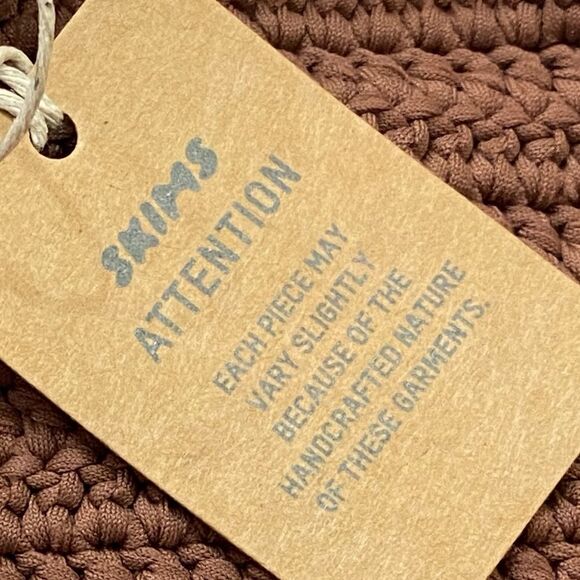 SKIMS
ATTENTION
EACH PIECE MAY
VARY SLIGHTLY
BECAUSE OF THE
HANDCRAFTED NATURE
OF THESE GARMENTS.